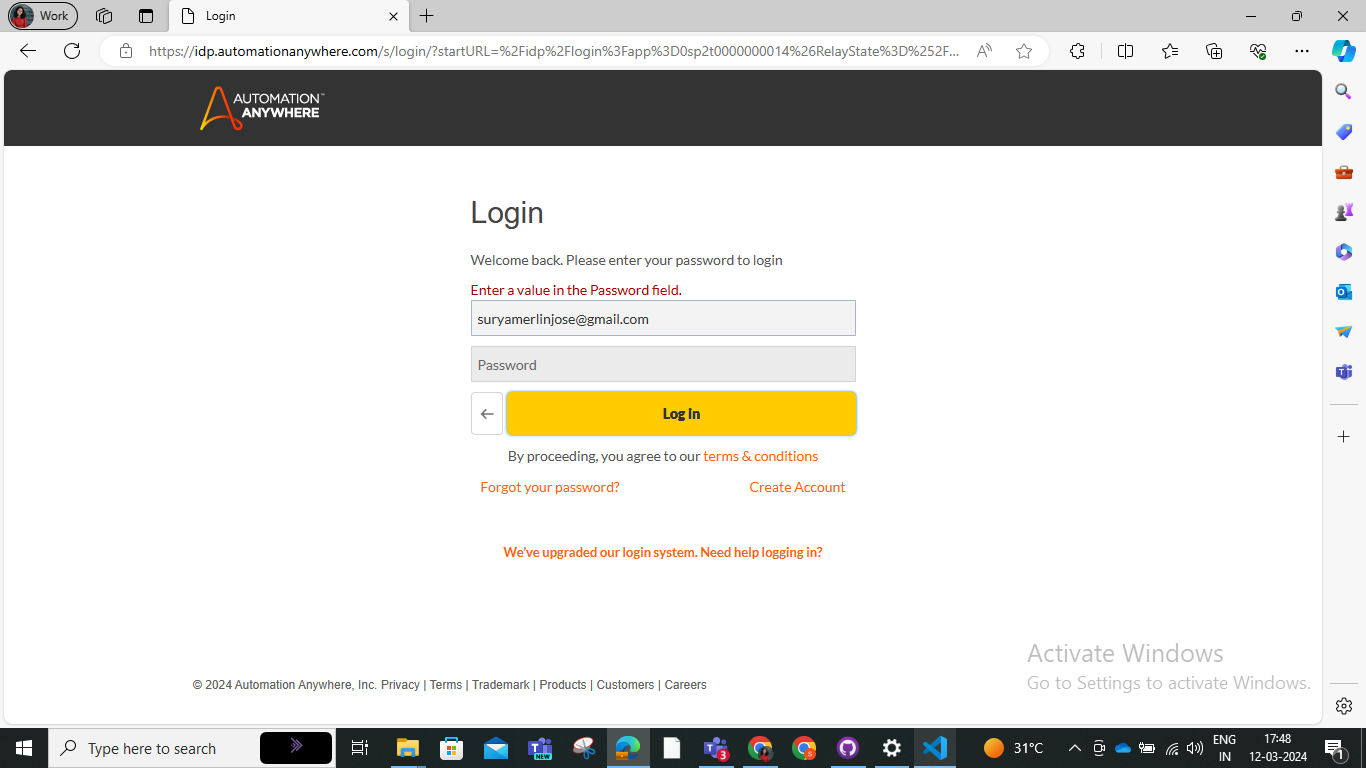 Work
Login
https://idp.automationanywhere.com/s/login/?startURL=%2Fidp%2Flogin%3Fapp%3D0sp2t0000000014%26RelayState%3D%252F...
AUTOMATION
ANYWHERE
Login
Welcome back. Please enter your password to login
Enter a value in the Password field.
suryamerlinjose@gmail.com
Password
Log in
By proceeding, you agree to our terms & conditions
Forgot your password? Create Account
We've upgraded our login system. Need help logging in?
Activate Windows
Go to Settings to activate Windows.
© 2024 Automation Anywhere, Inc. Privacy | Terms | Trademark | Products | Customers | Careers
Type here to search
NEW
3
31°C
ENG
IN
17:48
12-03-2024
1